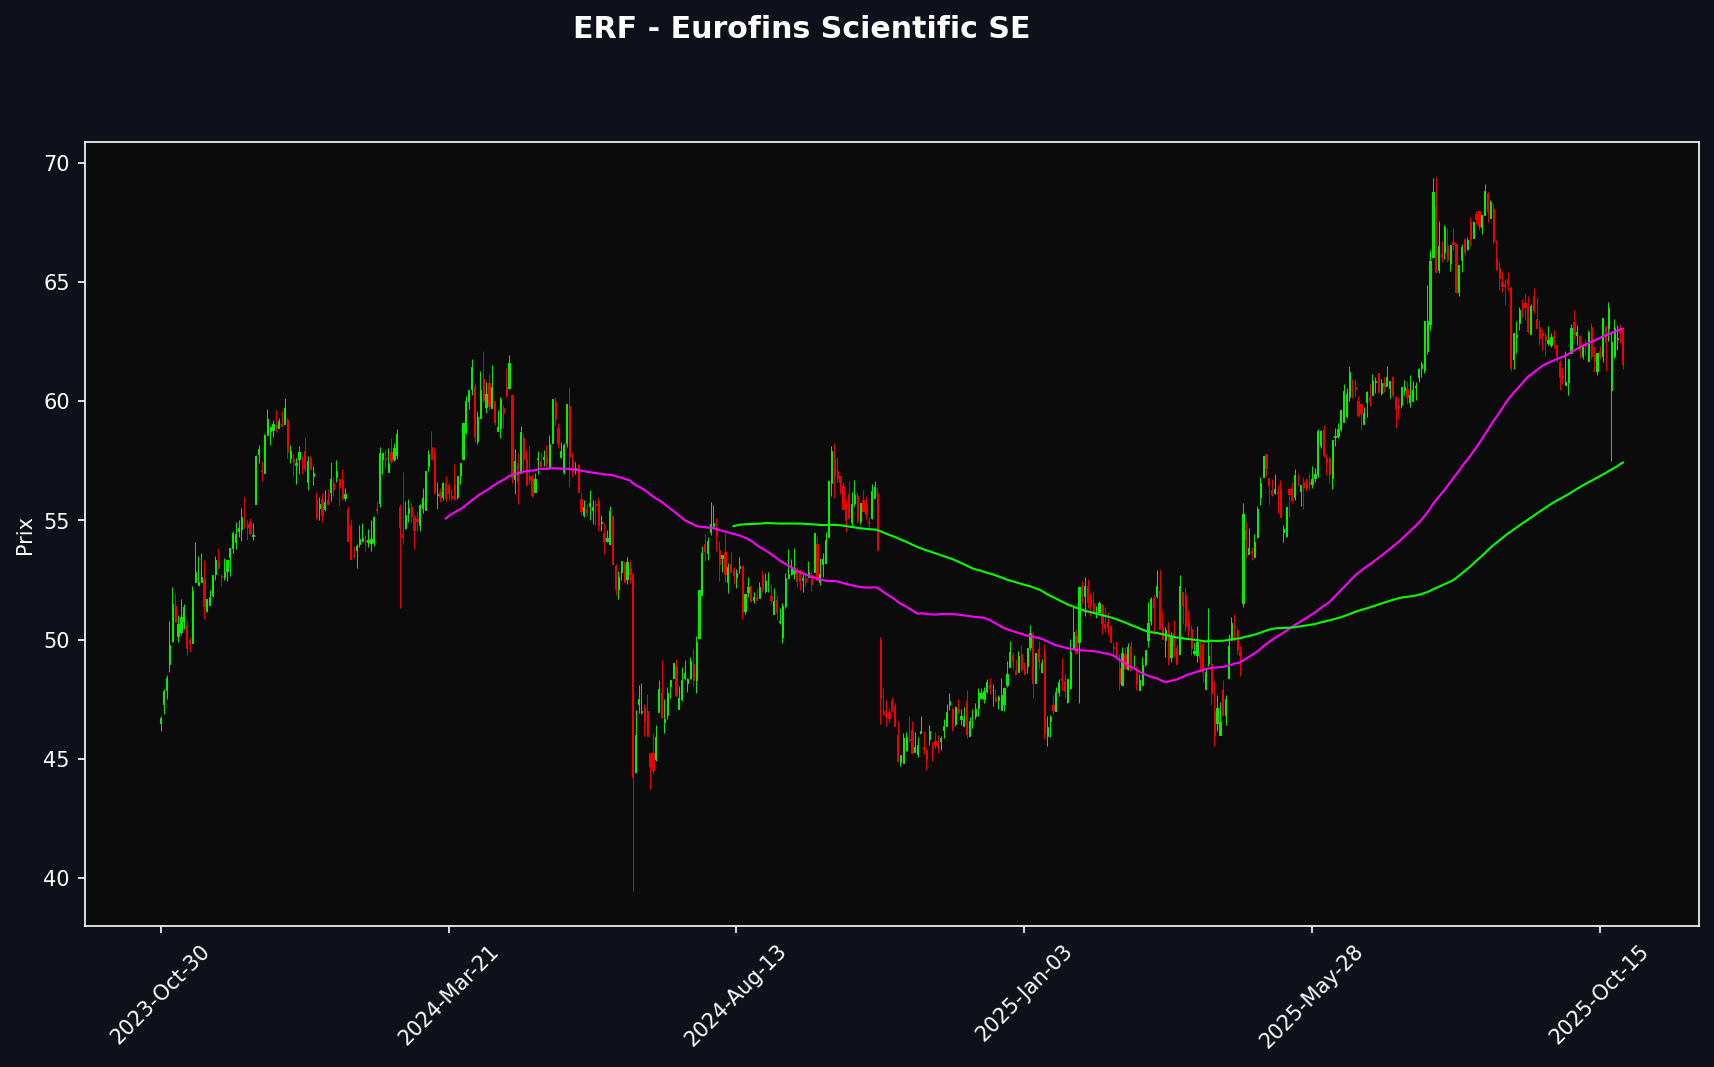 ERF - Eurofins Scientific SE
Prix
70
65
60
55
50
45
40
2023-Oct-30
2024-Mar-21
2024-Aug-13
2025-Jan-03
2025-May-28
2025-Oct-15